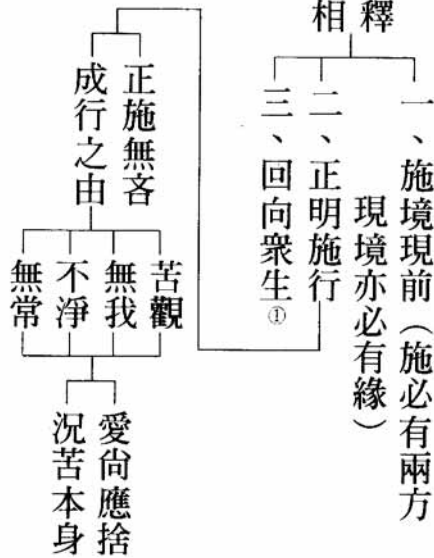 釋相
一、施境現前（施必有兩方
現境亦必有緣）
二、正明施行
三、回向衆生①
正施無吝
成行之由
苦觀
無我
不淨
無常
愛尙應捨
況苦本身